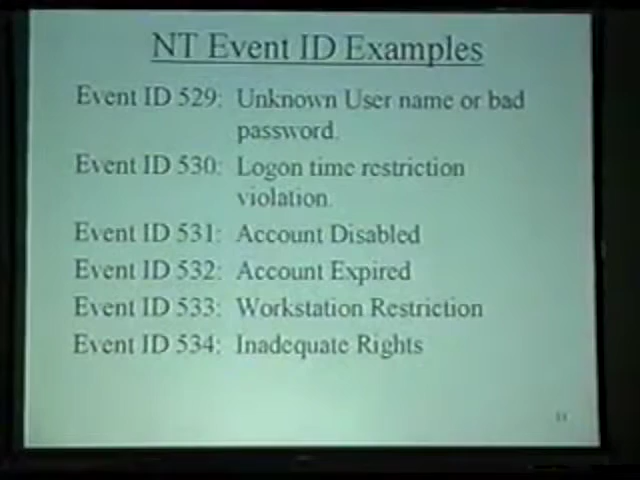 NT Event ID Examples
Event ID 529: Unknown User name or bad
password.
Event ID 530: Logon time restriction
violation.
Event ID 531: Account Disabled
Event ID 532: Account Expired
Event ID 533: Workstation Restriction
Event ID 534: Inadequate Rights